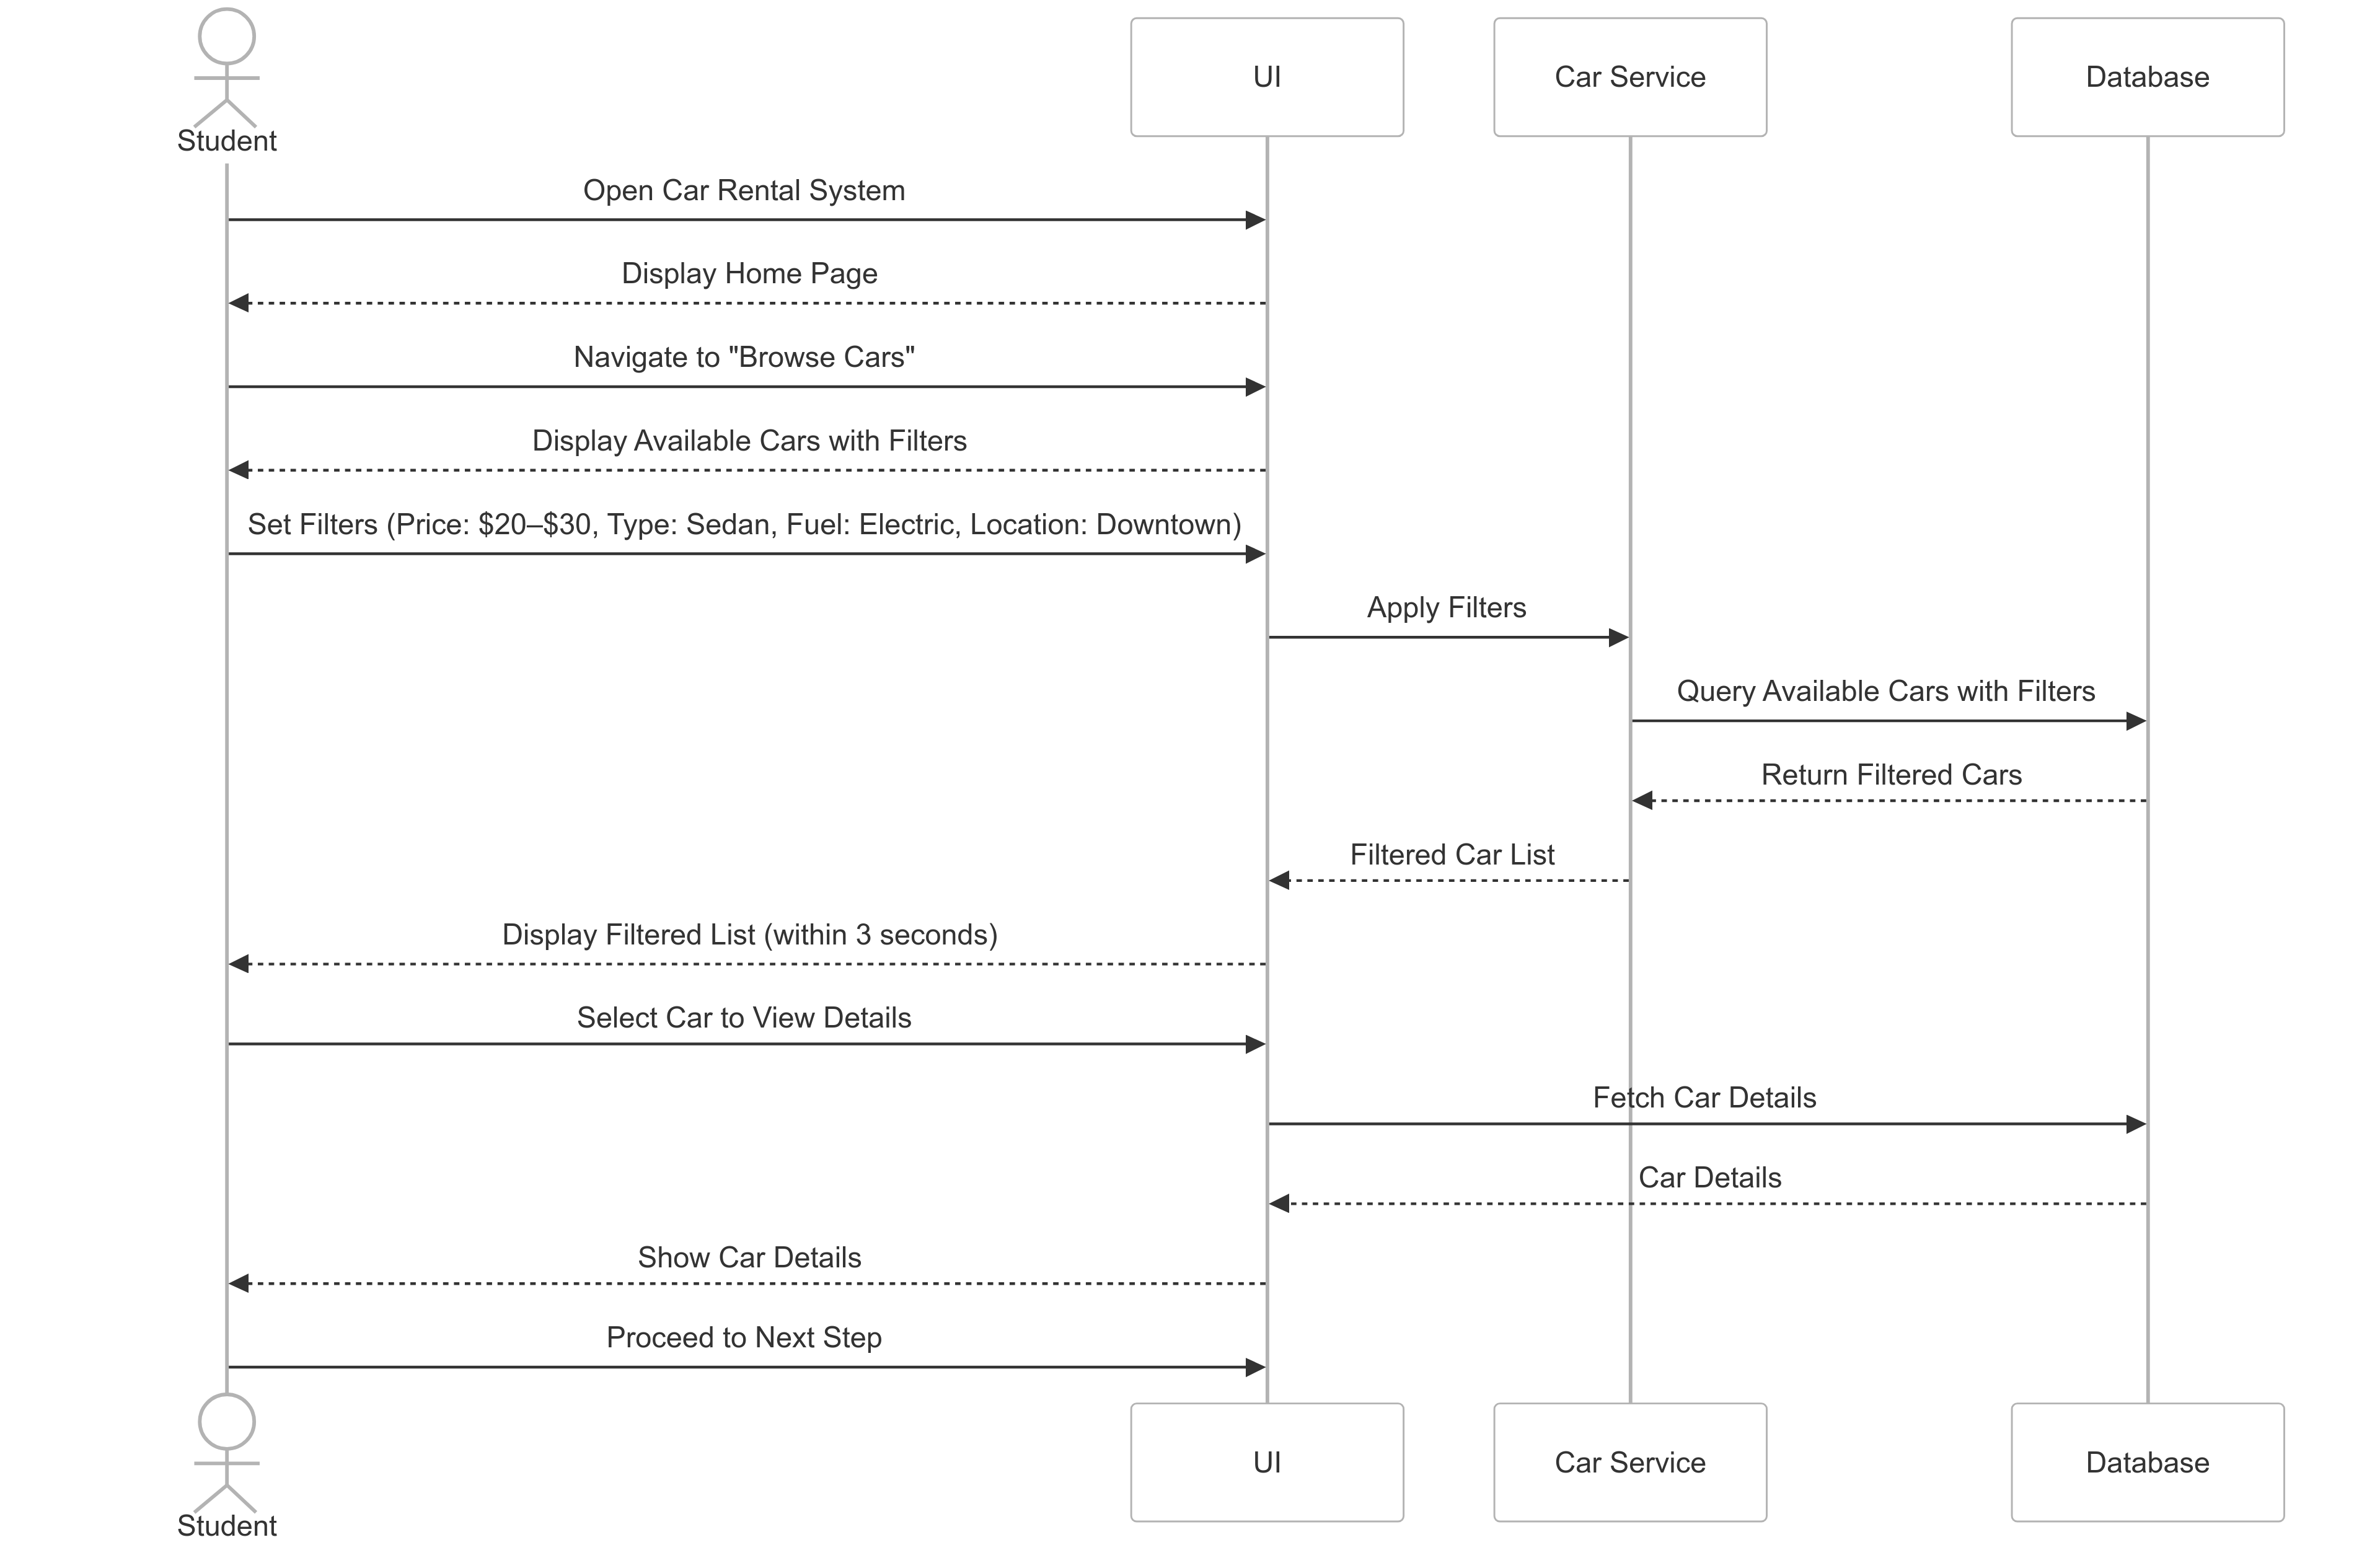 Student
UI
Car Service
Database
Open Car Rental System
Display Home Page
Navigate to "Browse Cars"
Display Available Cars with Filters
Set Filters (Price: $20–$30, Type: Sedan, Fuel: Electric, Location: Downtown)
Apply Filters
Query Available Cars with Filters
Return Filtered Cars
Filtered Car List
Display Filtered List (within 3 seconds)
Select Car to View Details
Fetch Car Details
Car Details
Show Car Details
Proceed to Next Step
Student
UI
Car Service
Database